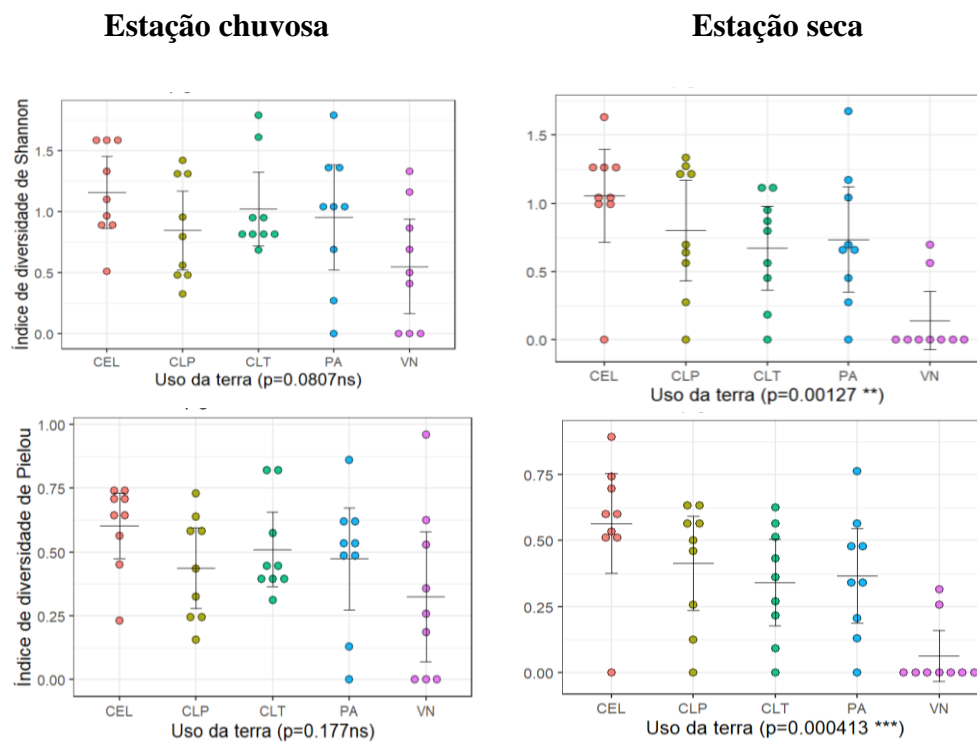 Estação chuvosa
Estação seca
Índice de diversidade de Shannon
1.5
1.0
0.5
0.0
CEL CLP CLT PA VN
Uso da terra (p=0.0807ns)
1.5
1.0
0.5
0.0
CEL CLP CLT PA VN
Uso da terra (p=0.00127 **)
Índice de diversidade de Pielou
1.00
0.75
0.50
0.25
0.00
CEL CLP CLT PA VN
Uso da terra (p=0.177ns)
0.75
0.50
0.25
0.00
CEL CLP CLT PA VN
Uso da terra (p=0.000413 ***)